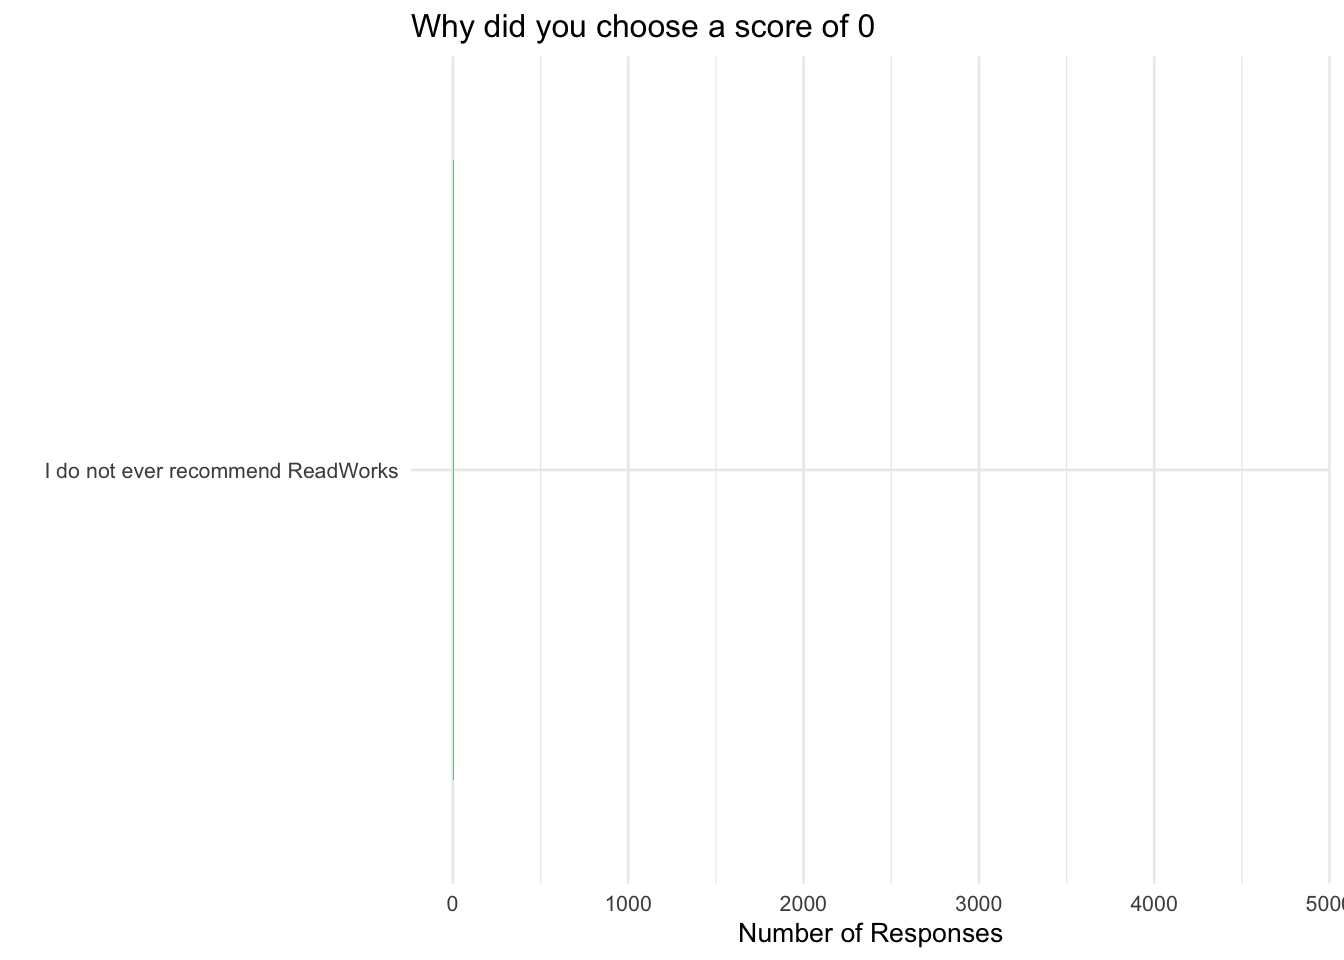 Why did you choose a score of 0
I do not ever recommend ReadWorks
0 1000 2000 3000 4000
Number of Responses